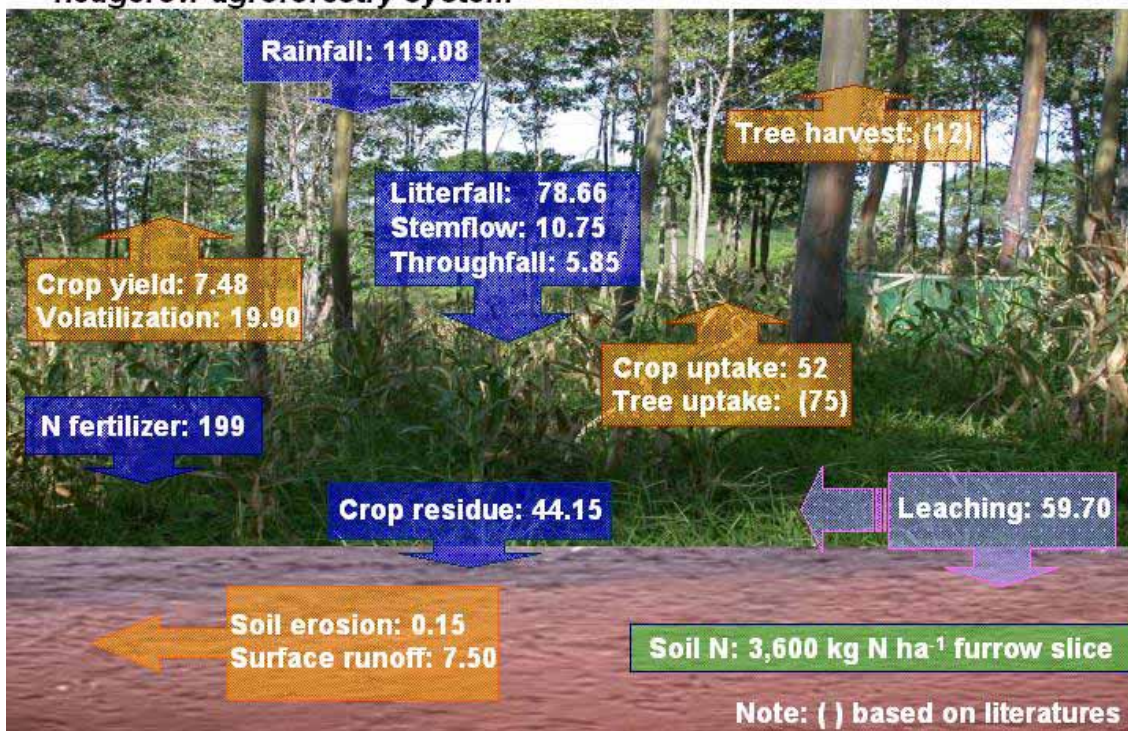 hedgerow agroforestry system
Rainfall: 119.08
Tree harvest: (12)
Litterfall: 78.66
Stemflow: 10.75
Throughfall: 5.85
Crop yield: 7.48
Volatilization: 19.90
Crop uptake: 52
Tree uptake: (75)
N fertilizer: 199
Crop residue: 44.15
Leaching: 59.70
Soil erosion: 0.15
Surface runoff: 7.50
Soil N: 3,600 kg N ha⁻¹ furrow slice
Note: ( ) based on literatures